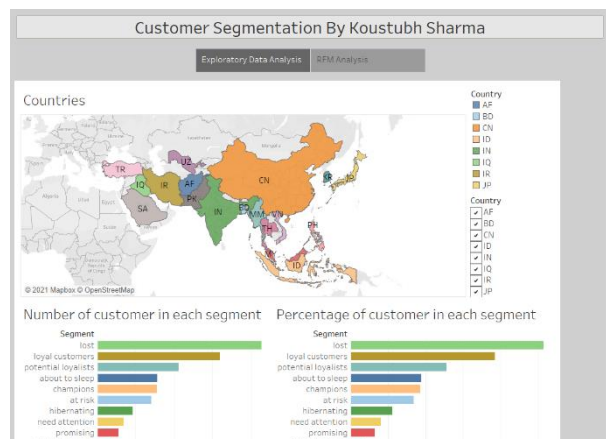 Customer Segmentation By Koustubh Sharma
Exploratory Data Analysis
RFM Analysis
Countries
TR
UZ
IQ
IR
AF
PK
SA
CN
IN
BD
MM
VN
TH
PH
ID
KR
JP
© 2021 Mapbox © OpenStreetMap
Country
AF
BD
CN
ID
IN
IQ
IR
JP
Country
AF
BD
CN
ID
IN
IQ
IR
JP
Number of customer in each segment
Segment
lost
loyal customers
potential loyalists
about to sleep
champions
at risk
hibernating
need attention
promising
Percentage of customer in each segment
Segment
lost
loyal customers
potential loyalists
about to sleep
champions
at risk
hibernating
need attention
promising